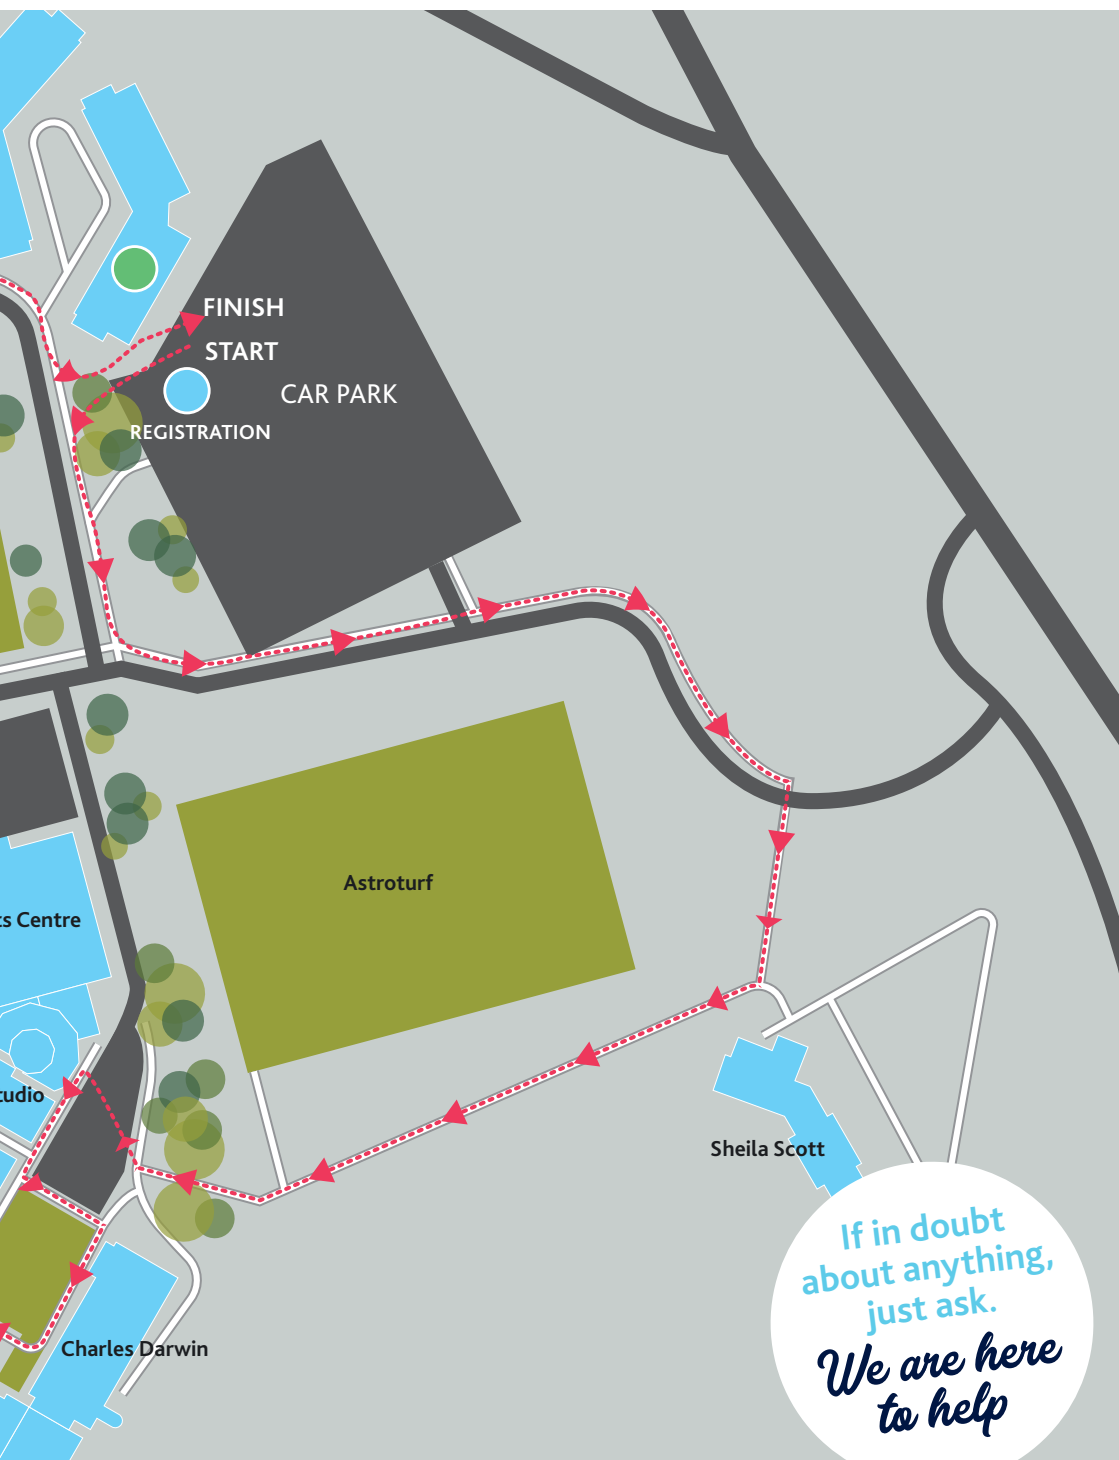 FINISH
START
CAR PARK
REGISTRATION
Astroturf
ts Centre
tudio
Sheila Scott
Charles Darwin
If in doubt
about anything,
just ask.
We are here
to help